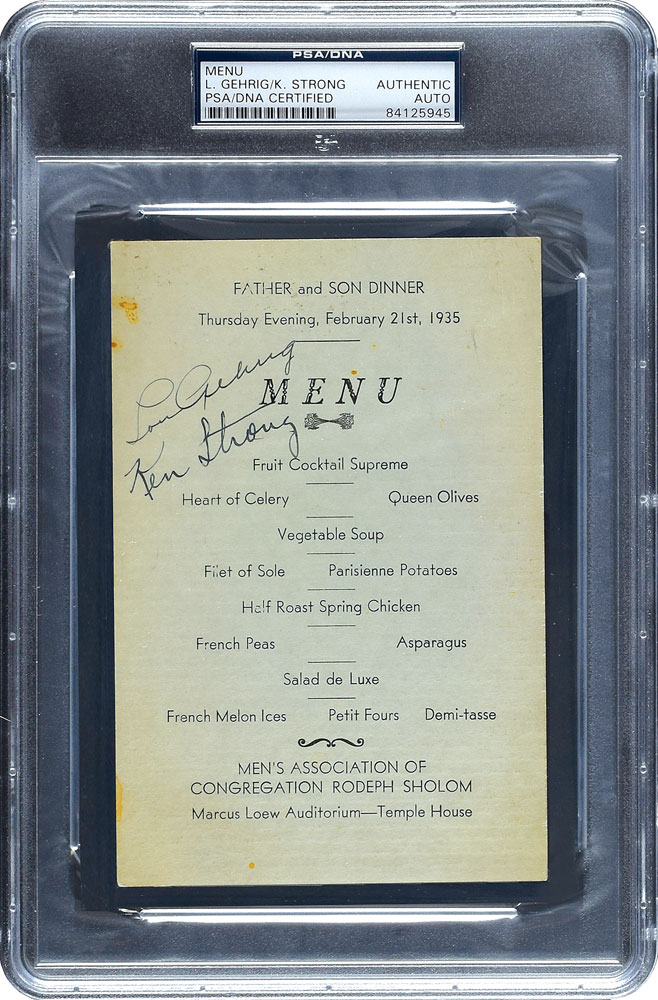 PSA/DNA
MENU
L. GEHRIG/K. STRONG AUTHENTIC
PSA/DNA CERTIFIED AUTO
84125945
FATHER and SON DINNER
Thursday Evening, February 21st, 1935
Lou Gehrig
MENU
Ken Strong
Fruit Cocktail Supreme
Heart of Celery Queen Olives
Vegetable Soup
Filet of Sole Parisienne Potatoes
Half Roast Spring Chicken
French Peas Asparagus
Salad de Luxe
French Melon Ices Petit Fours Demi-tasse
MEN'S ASSOCIATION OF
CONGREGATION RODEPH SHOLOM
Marcus Loew Auditorium—Temple House